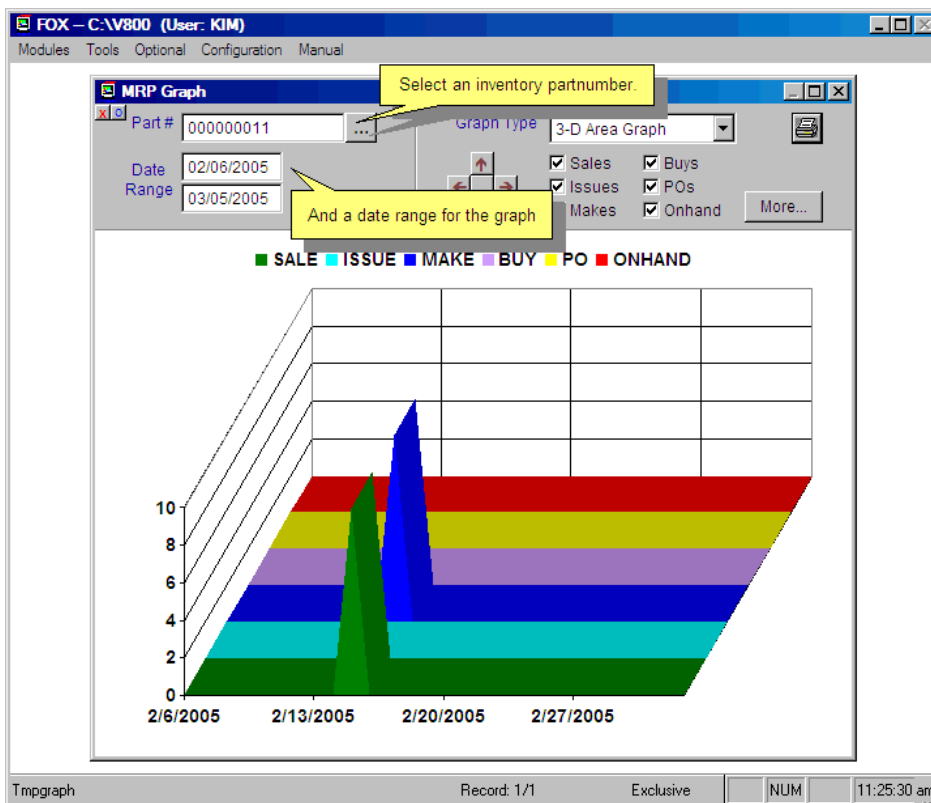 FOX – C:\V800 (User: KIM)
Modules Tools Optional Configuration Manual
MRP Graph
Select an inventory partnumber.
X O
Part # 000000011 ...
Graph Type 3-D Area Graph
Date Range
02/06/2005
03/05/2005
And a date range for the graph
Sales Buys
Issues POs
Makes Onhand
More...
SALE ISSUE MAKE BUY PO ONHAND
10
8
6
4
2
0
2/6/2005 2/13/2005 2/20/2005 2/27/2005
Tmpgraph Record: 1/1 Exclusive NUM 11:25:30 am